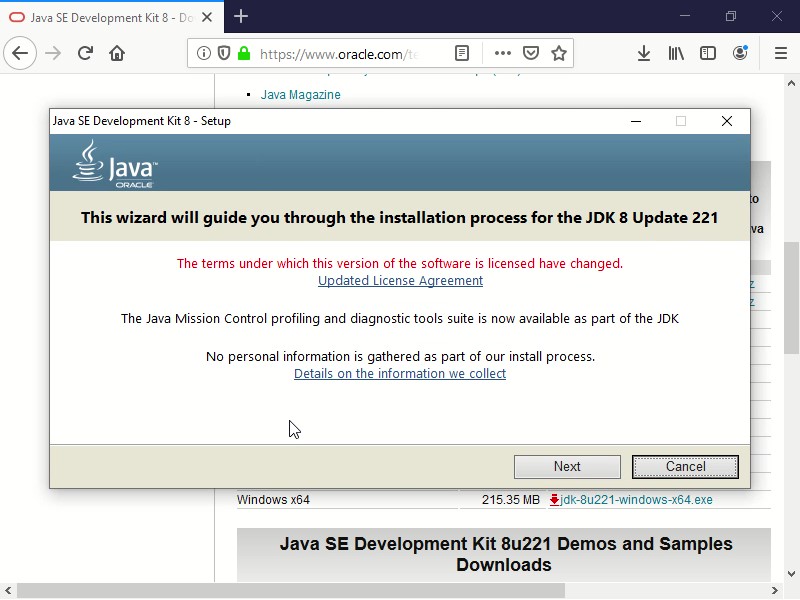 Java SE Development Kit 8 - Do
https://www.oracle.com/te
Java Magazine
Java SE Development Kit 8 - Setup
Java™
ORACLE
This wizard will guide you through the installation process for the JDK 8 Update 221
The terms under which this version of the software is licensed have changed.
Updated License Agreement
The Java Mission Control profiling and diagnostic tools suite is now available as part of the JDK
No personal information is gathered as part of our install process.
Details on the information we collect
Next
Cancel
to
va
z
z
Windows x64 215.35 MB jdk-8u221-windows-x64.exe
Java SE Development Kit 8u221 Demos and Samples
Downloads